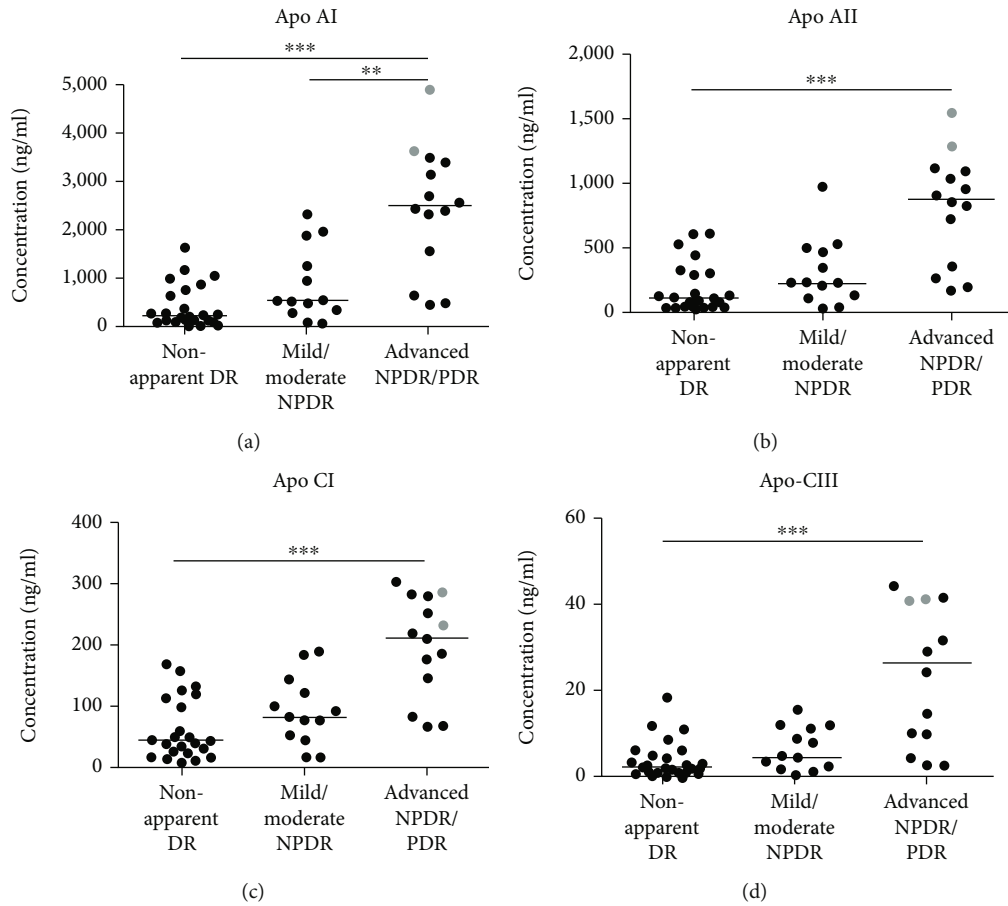 Apo AI
***
**
Concentration (ng/ml)
5,000
4,000
3,000
2,000
1,000
0
Non-
apparent DR
Mild/
moderate
NPDR
Advanced
NPDR/PDR
(a)
Apo AII
***
Concentration (ng/ml)
2,000
1,500
1,000
500
0
Non-
apparent
DR
Mild/
moderate
NPDR
Advanced
NPDR/
PDR
(b)
Apo CI
***
Concentration (ng/ml)
400
300
200
100
0
Non-
apparent
DR
Mild/
moderate
NPDR
Advanced
NPDR/
PDR
(c)
Apo-CIII
***
Concentration (ng/ml)
60
40
20
0
Non-
apparent
DR
Mild/
moderate
NPDR
Advanced
NPDR/
PDR
(d)